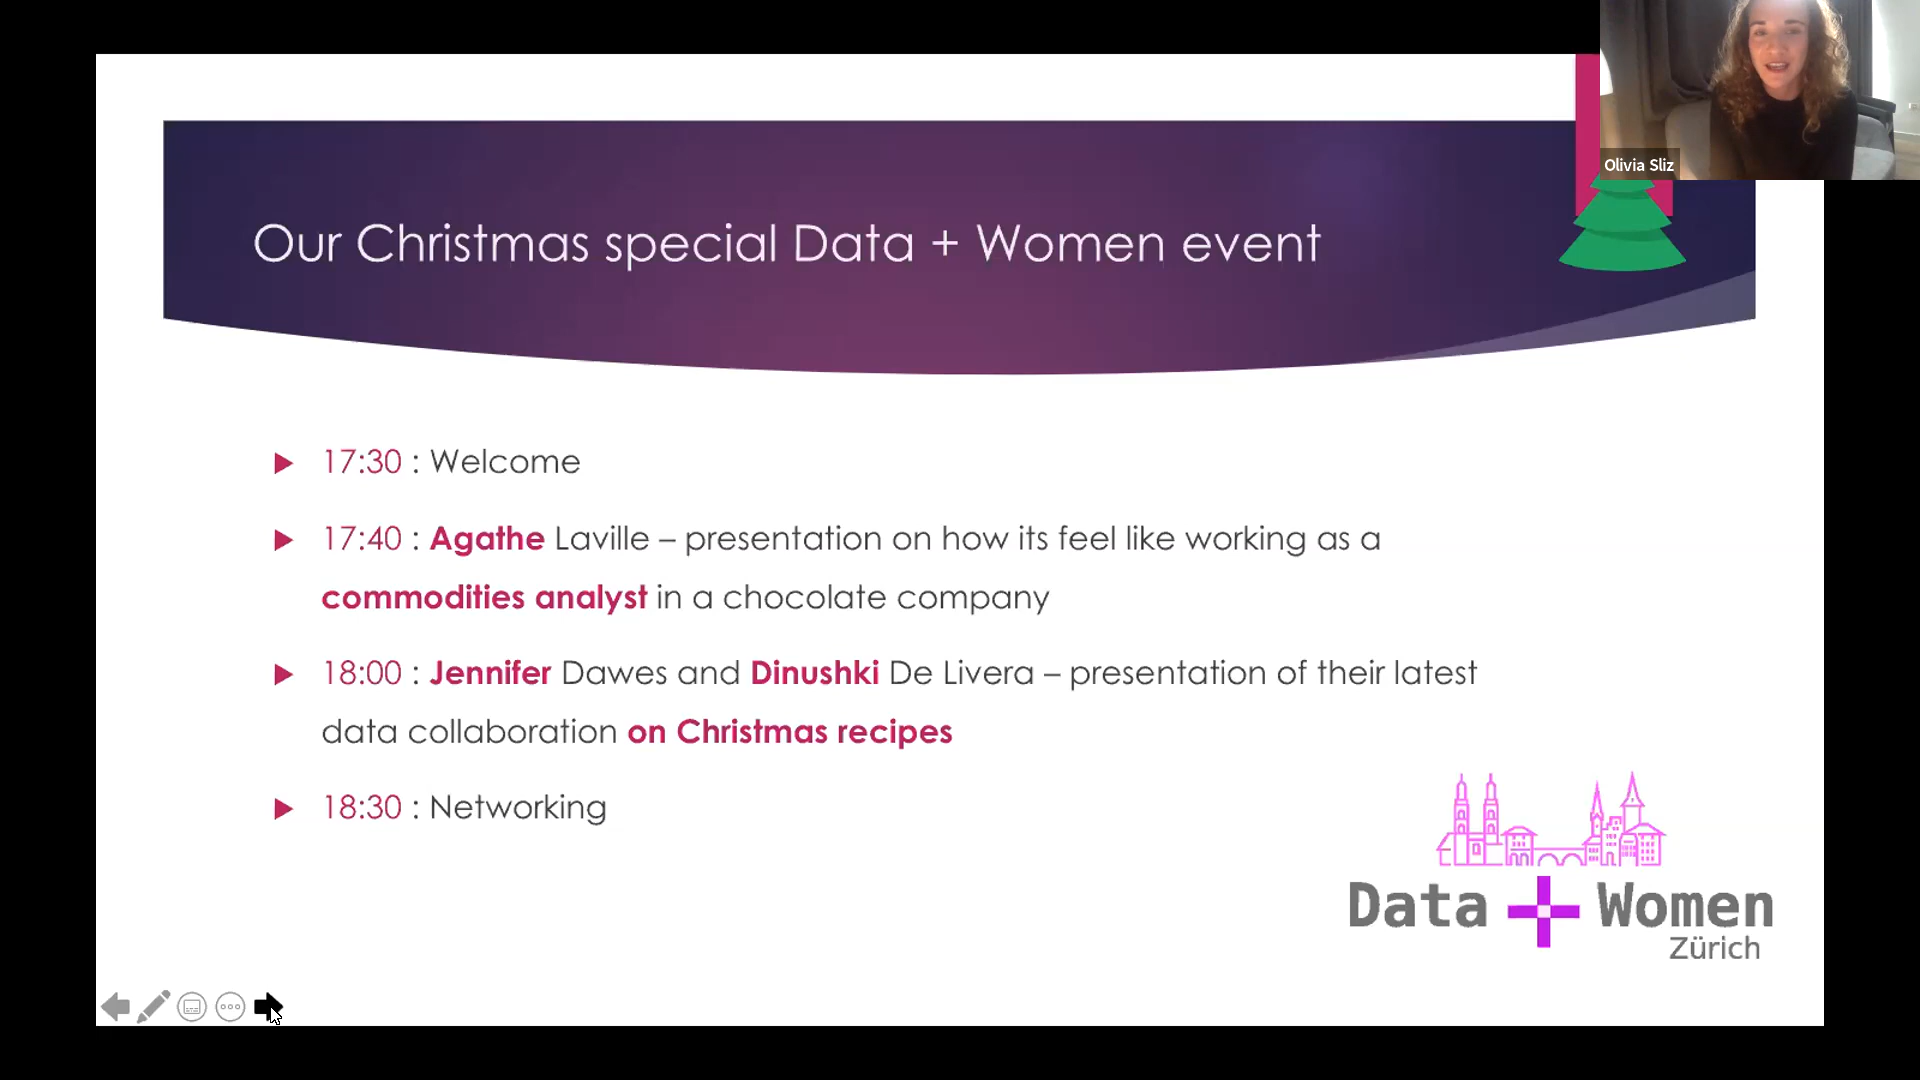 Olivia Sliz
Our Christmas special Data + Women event
17:30 : Welcome
17:40 : Agathe Laville – presentation on how its feel like working as a
commodities analyst in a chocolate company
18:00 : Jennifer Dawes and Dinushki De Livera – presentation of their latest
data collaboration on Christmas recipes
18:30 : Networking
Data + Women
Zürich